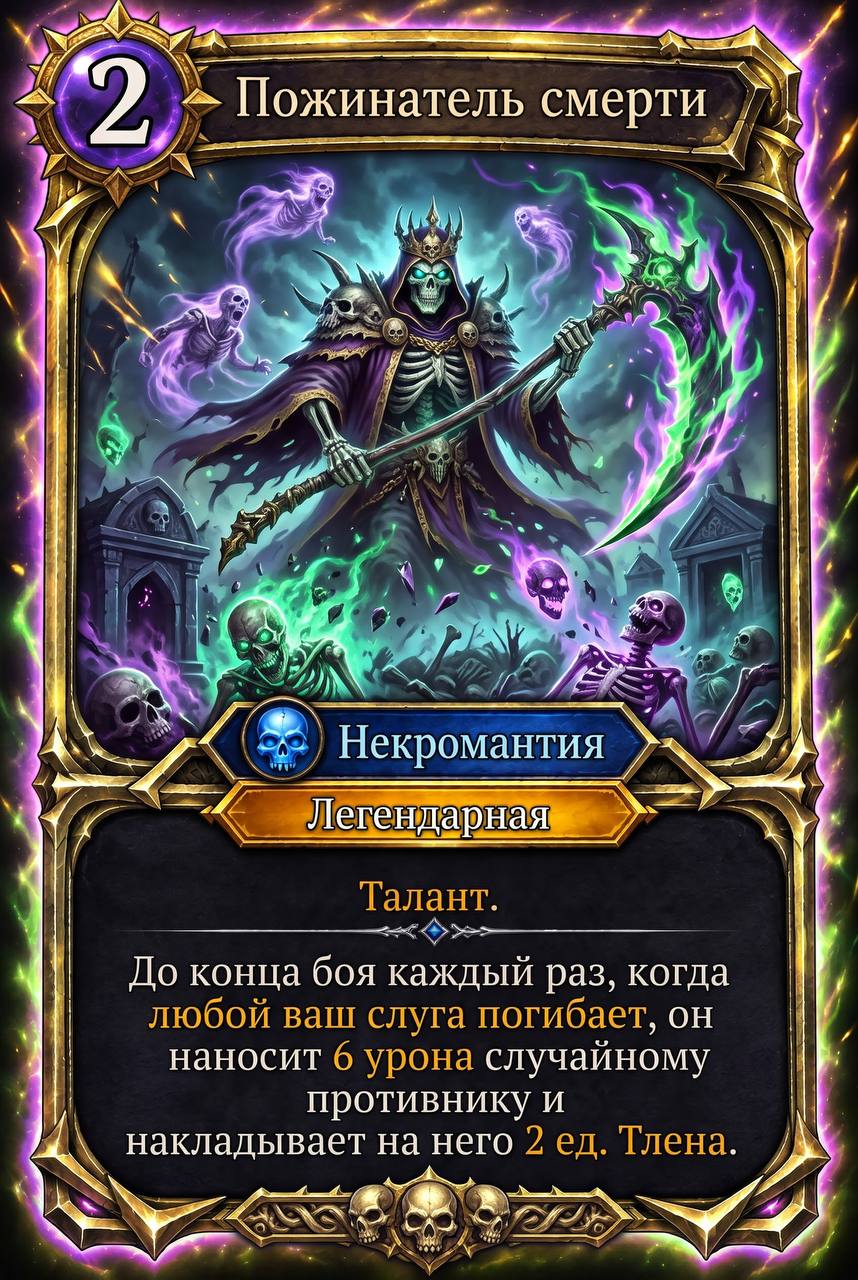 2
Пожинатель смерти
Некромантия
Легендарная
Талант.
До конца боя каждый раз, когда
любой ваш слуга погибает, он
наносит 6 урона случайному
противнику и
накладывает на него 2 ед. Тлена.